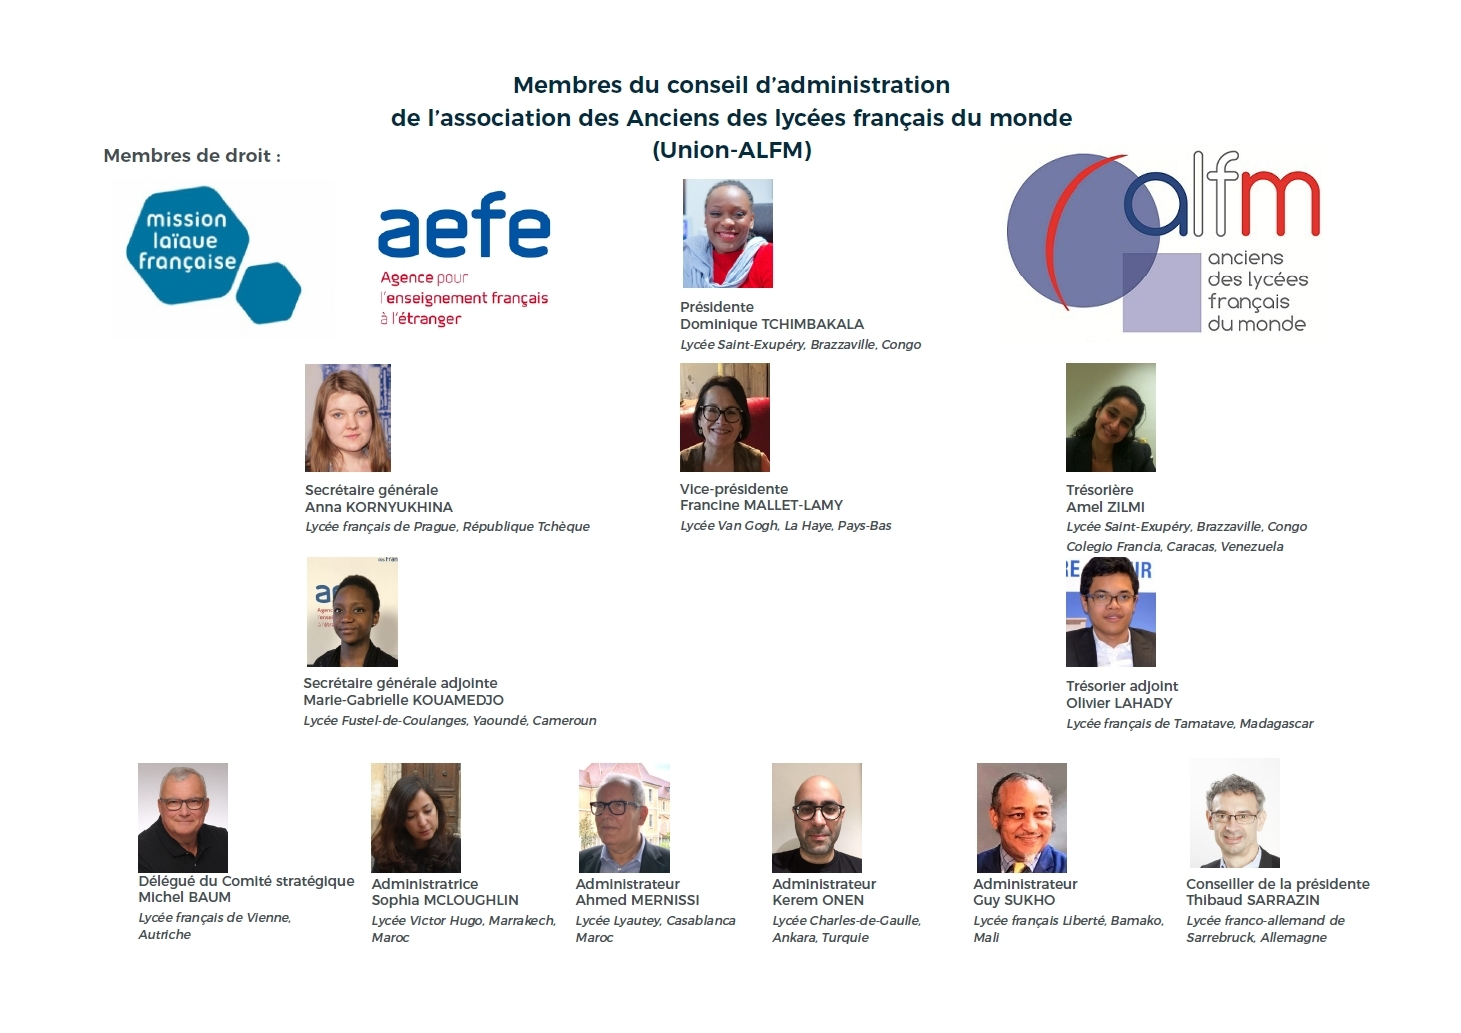 Membres du conseil d’administration
de l’association des Anciens des lycées français du monde
(Union-ALFM)
Membres de droit :
mission
laïque
française
aefe
Agence pour
l’enseignement français
à l’étranger
alfm
anciens
des lycées
français
du monde
Présidente
Dominique TCHIMBAKALA
Lycée Saint-Exupéry, Brazzaville, Congo
Secrétaire générale
Anna KORNYUKHINA
Lycée français de Prague, République Tchèque
Vice-présidente
Francine MALLET-LAMY
Lycée Van Gogh, La Haye, Pays-Bas
Trésorière
Amel ZILMI
Lycée Saint-Exupéry, Brazzaville, Congo
Colegio Francia, Caracas, Venezuela
Secrétaire générale adjointe
Marie-Gabrielle KOUAMEDJO
Lycée Fustel-de-Coulanges, Yaoundé, Cameroun
Trésorier adjoint
Olivier LAHADY
Lycée français de Tamatave, Madagascar
Délégué du Comité stratégique
Michel BAUM
Lycée français de Vienne,
Autriche
Administratrice
Sophia MCLOUGHLIN
Lycée Victor Hugo, Marrakech,
Maroc
Administrateur
Ahmed MERNISSI
Lycée Lyautey, Casablanca
Maroc
Administrateur
Kerem ONEN
Lycée Charles-de-Gaulle,
Ankara, Turquie
Administrateur
Guy SUKHO
Lycée français Liberté, Bamako,
Mali
Conseiller de la présidente
Thibaud SARRAZIN
Lycée franco-allemand de
Sarrebruck, Allemagne